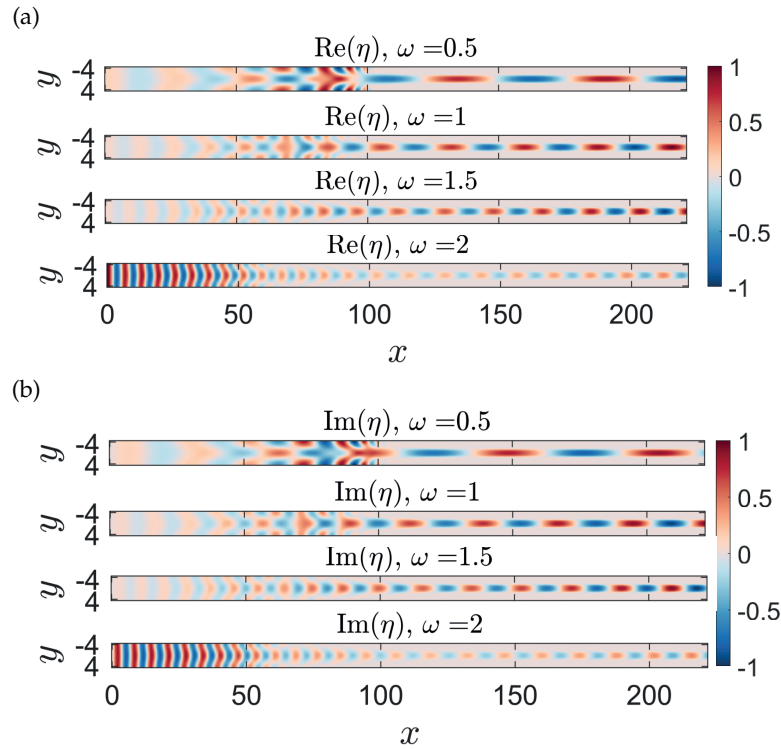 (a)
Re(η), ω =0.5
y -4 4
Re(η), ω =1
y -4 4
Re(η), ω =1.5
y -4 4
Re(η), ω =2
y -4 4
0 50 100 150 200
x
1
0.5
0
-0.5
-1
(b)
Im(η), ω =0.5
y -4 4
Im(η), ω =1
y -4 4
Im(η), ω =1.5
y -4 4
Im(η), ω =2
y -4 4
0 50 100 150 200
x
1
0.5
0
-0.5
-1